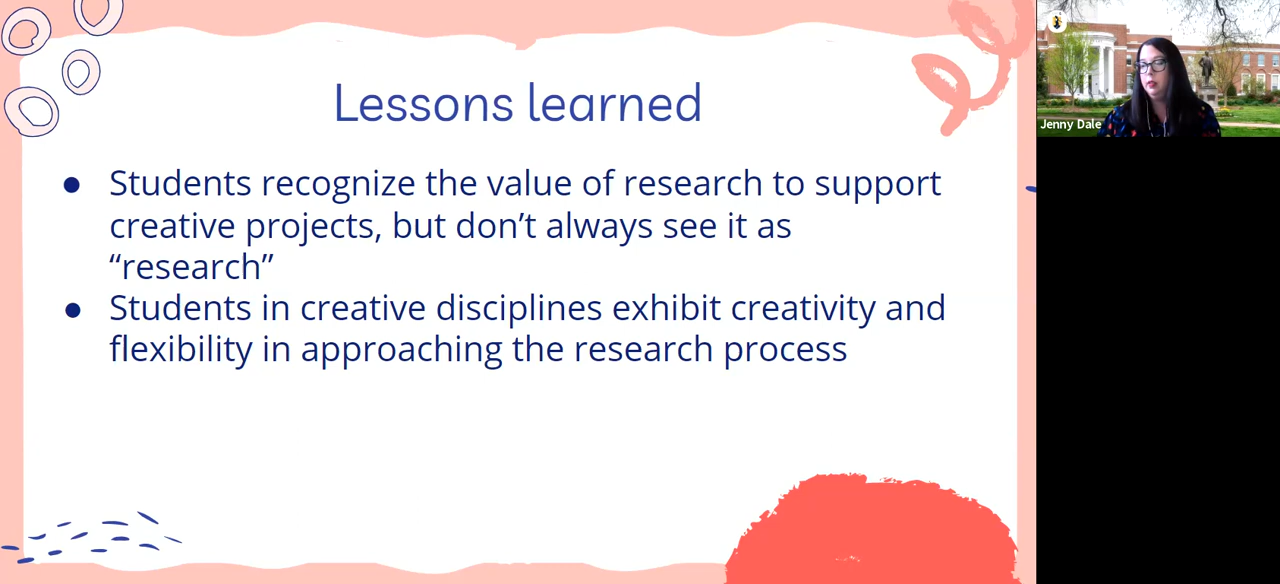 Lessons learned
● Students recognize the value of research to support
creative projects, but don’t always see it as
“research”
● Students in creative disciplines exhibit creativity and
flexibility in approaching the research process
Jenny Dale